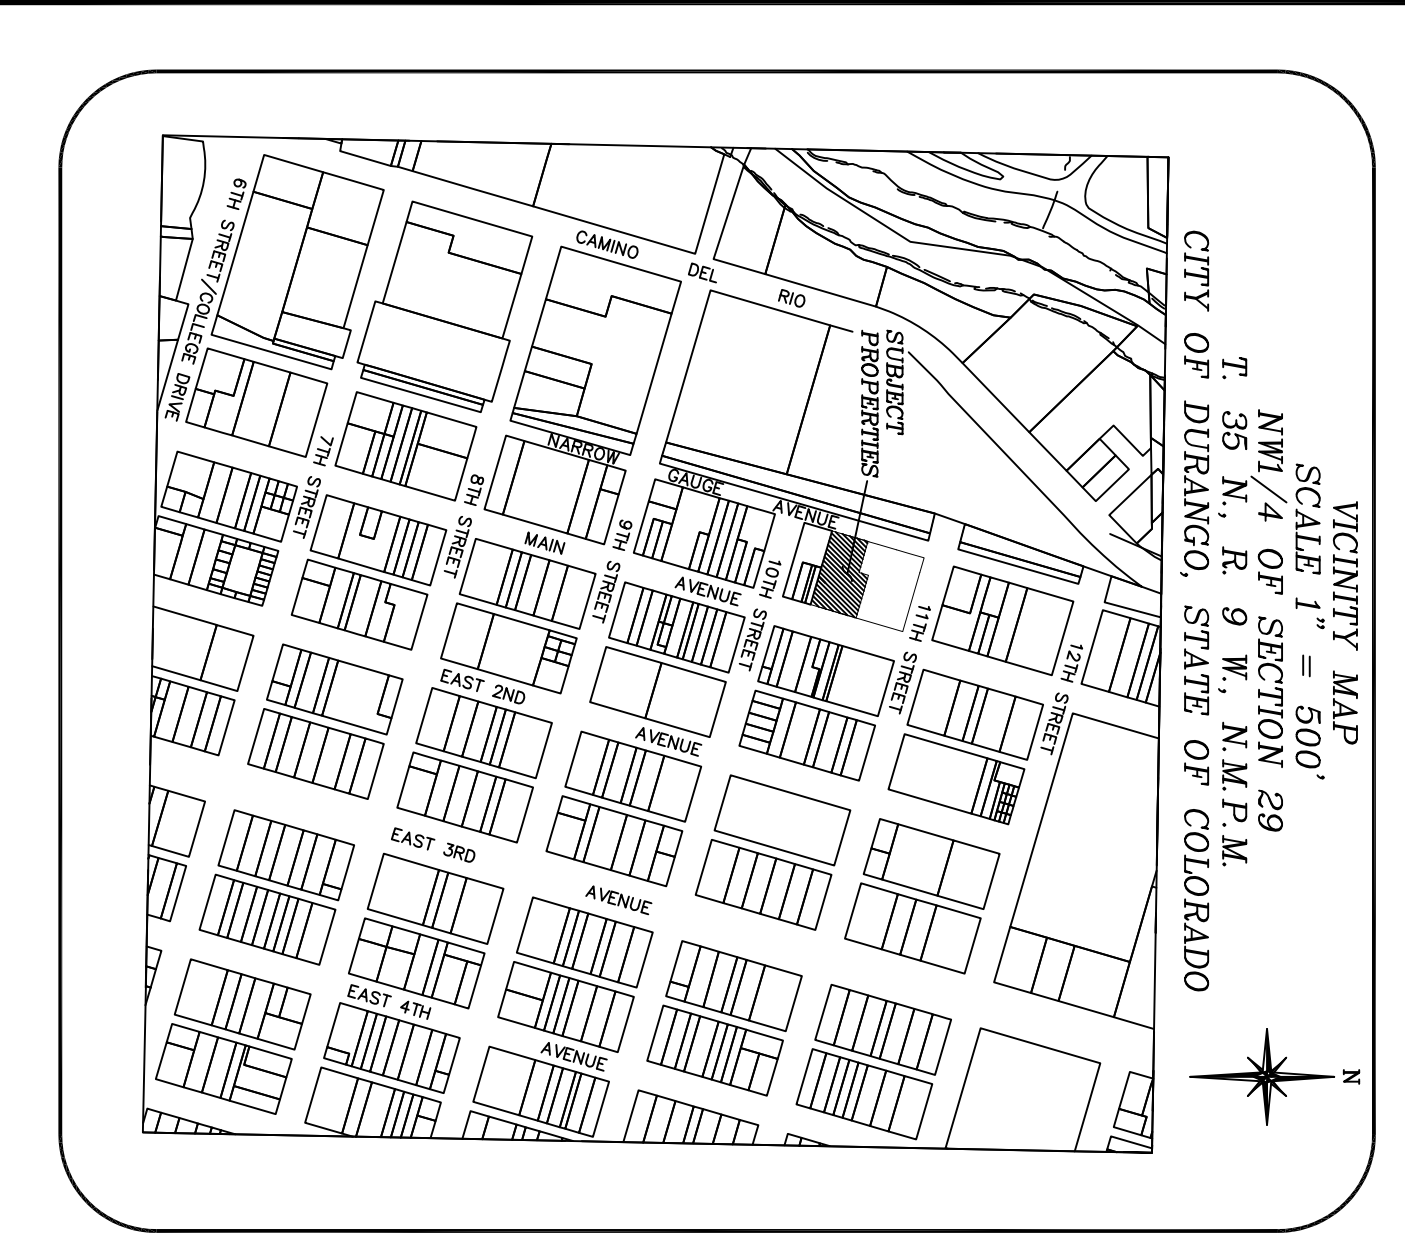 VICINITY MAP
SCALE 1" = 500'
NW1/4 OF SECTION 29
T. 35 N., R. 9 W., N.M.P.M.
CITY OF DURANGO, STATE OF COLORADO
N
SUBJECT
PROPERTIES
CAMINO DEL RIO
NARROW GAUGE AVENUE
MAIN AVENUE
EAST 2ND AVENUE
EAST 3RD AVENUE
EAST 4TH AVENUE
6TH STREET/COLLEGE DRIVE
7TH STREET
8TH STREET
9TH STREET
10TH STREET
11TH STREET
12TH STREET